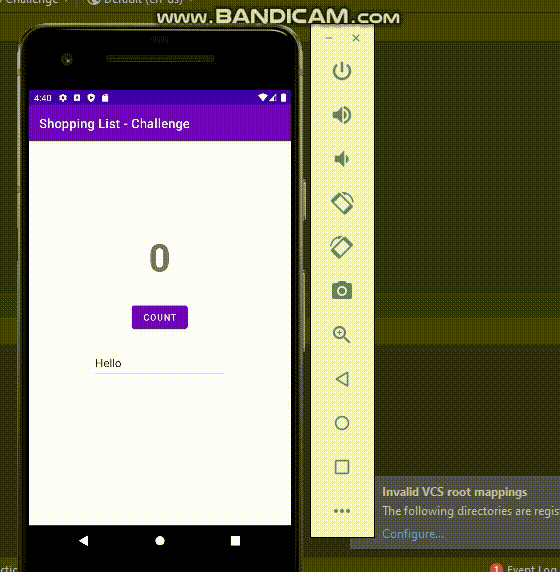 Challenge
Default (en-us)
www.BANDICAM.com
4:40
Shopping List - Challenge
0
COUNT
Hello
Invalid VCS root mappings
The following directories are regis
Configure...
1 Event Log